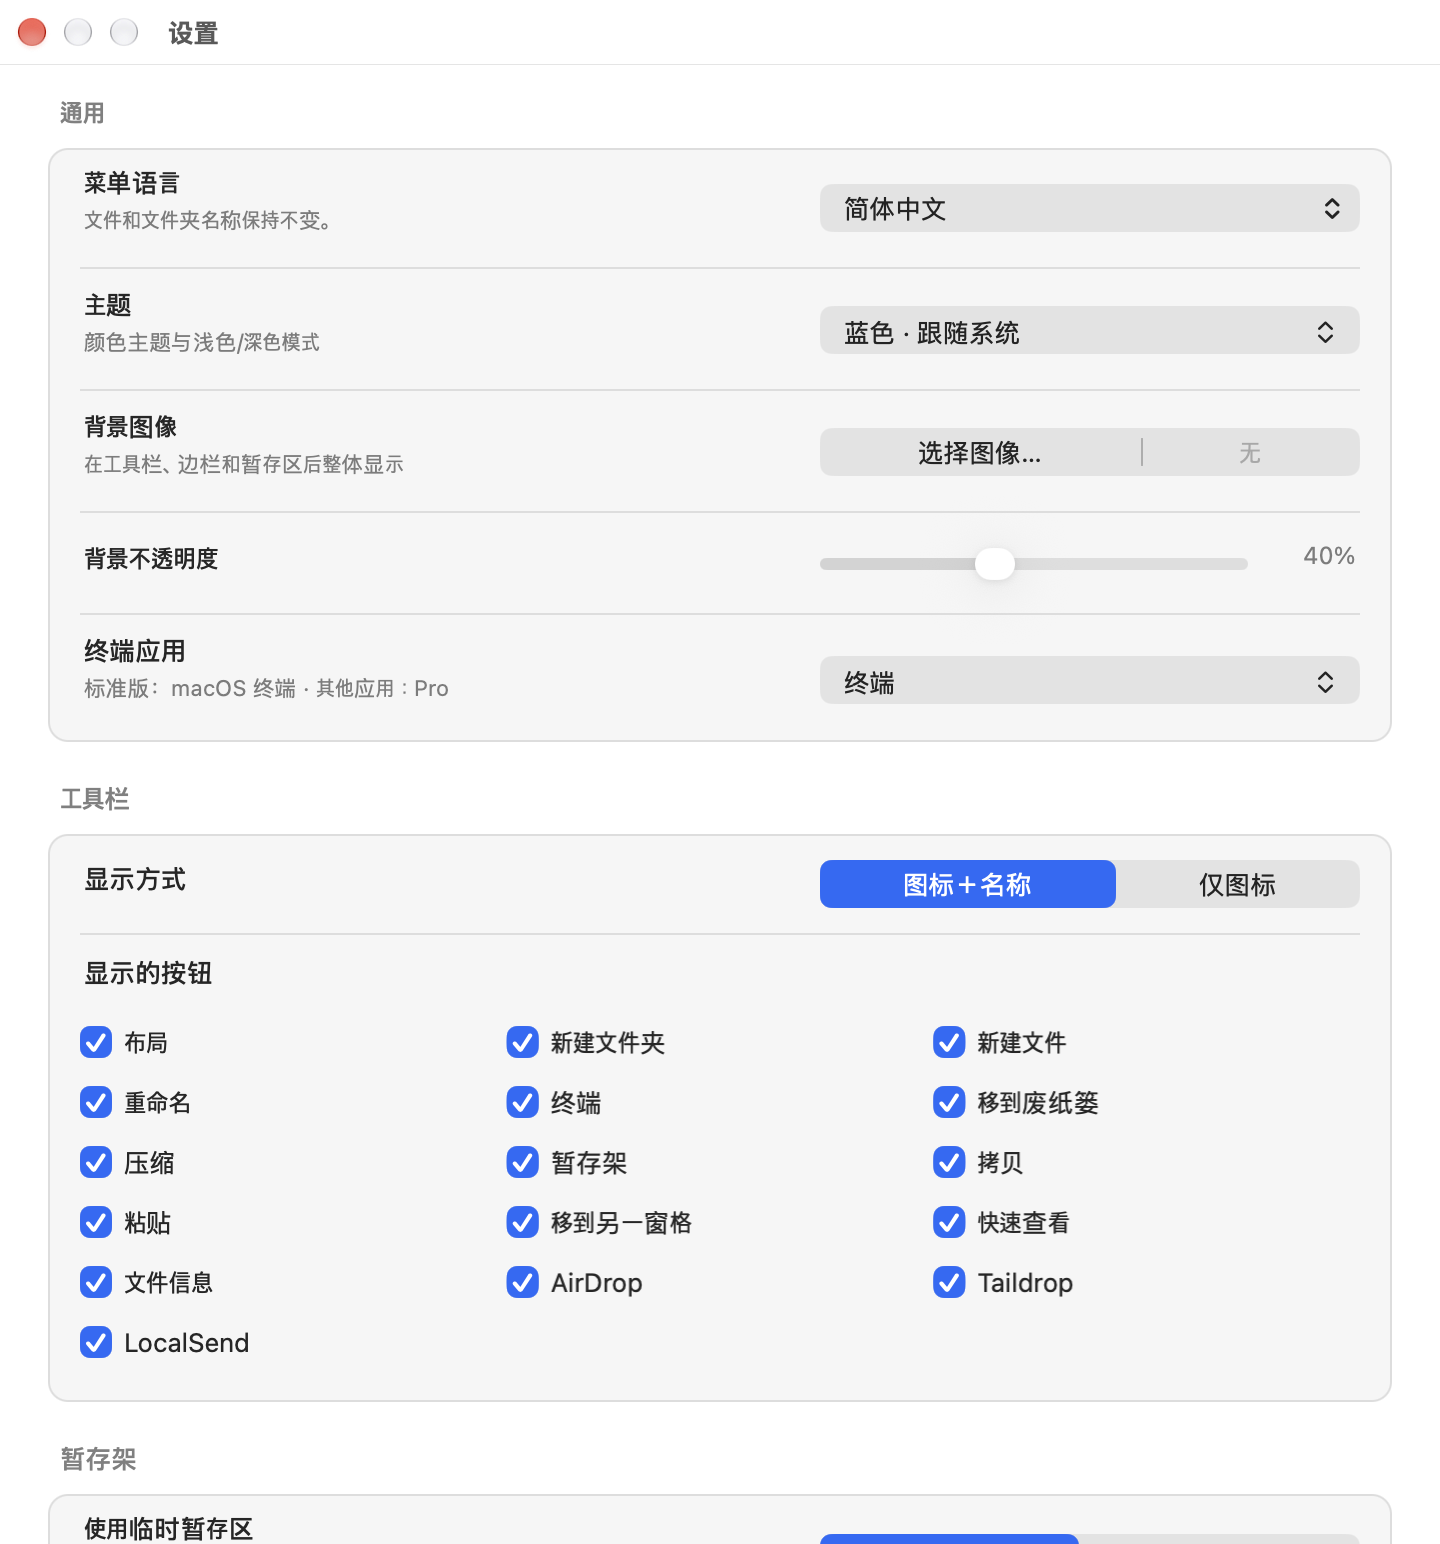 设置
通用
菜单语言
文件和文件夹名称保持不变。
简体中文
主题
颜色主题与浅色/深色模式
蓝色 · 跟随系统
背景图像
在工具栏、边栏和暂存区后整体显示
选择图像...
无
背景不透明度
40%
终端应用
标准版：macOS 终端 · 其他应用：Pro
终端
工具栏
显示方式
图标＋名称
仅图标
显示的按钮
布局
新建文件夹
新建文件
重命名
终端
移到废纸篓
压缩
暂存架
拷贝
粘贴
移到另一窗格
快速查看
文件信息
AirDrop
Taildrop
LocalSend
暂存架
使用临时暂存区